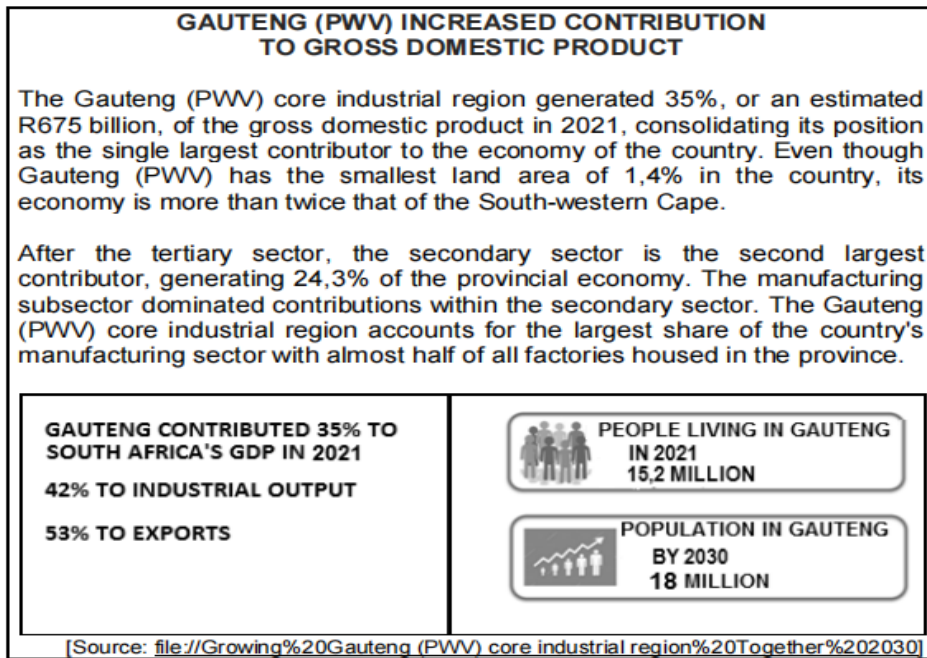 GAUTENG (PWV) INCREASED CONTRIBUTION
TO GROSS DOMESTIC PRODUCT
The Gauteng (PWV) core industrial region generated 35%, or an estimated
R675 billion, of the gross domestic product in 2021, consolidating its position
as the single largest contributor to the economy of the country. Even though
Gauteng (PWV) has the smallest land area of 1,4% in the country, its
economy is more than twice that of the South-western Cape.
After the tertiary sector, the secondary sector is the second largest
contributor, generating 24,3% of the provincial economy. The manufacturing
subsector dominated contributions within the secondary sector. The Gauteng
(PWV) core industrial region accounts for the largest share of the country's
manufacturing sector with almost half of all factories housed in the province.
GAUTENG CONTRIBUTED 35% TO
SOUTH AFRICA'S GDP IN 2021
42% TO INDUSTRIAL OUTPUT
53% TO EXPORTS
PEOPLE LIVING IN GAUTENG
IN 2021
15,2 MILLION
POPULATION IN GAUTENG
BY 2030
18 MILLION
[Source: file://Growing%20Gauteng (PWV) core industrial region%20Together%202030]